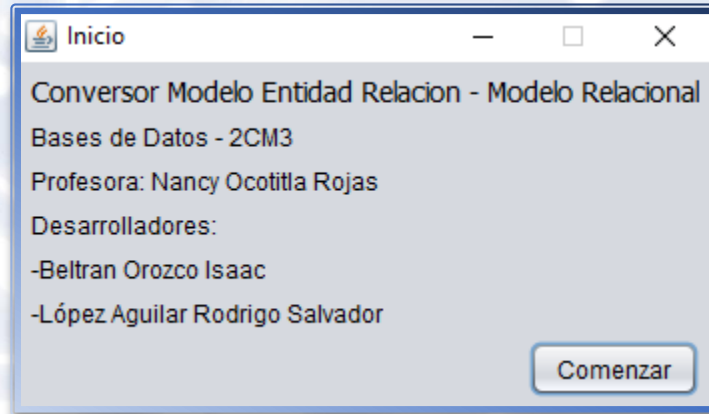 Inicio
Conversor Modelo Entidad Relacion - Modelo Relacional
Bases de Datos - 2CM3
Profesora: Nancy Ocotitla Rojas
Desarrolladores:
-Beltran Orozco Isaac
-López Aguilar Rodrigo Salvador
Comenzar